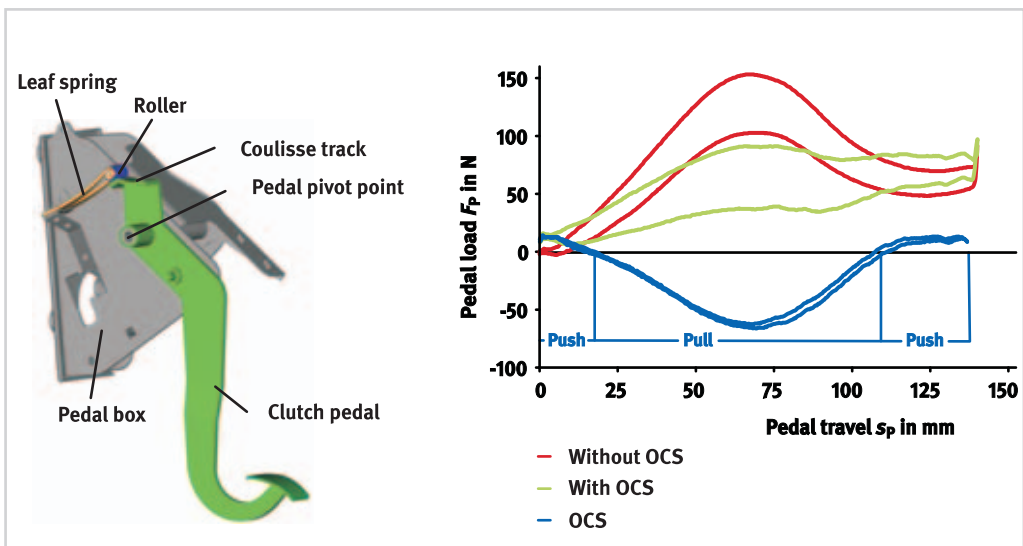 Leaf spring
Roller
Coulisse track
Pedal pivot point
Pedal box
Clutch pedal
Pedal load FP in N
150
100
50
0
-50
-100
Push
Pull
Push
0
25
50
75
100
125
150
Pedal travel sP in mm
Without OCS
With OCS
OCS